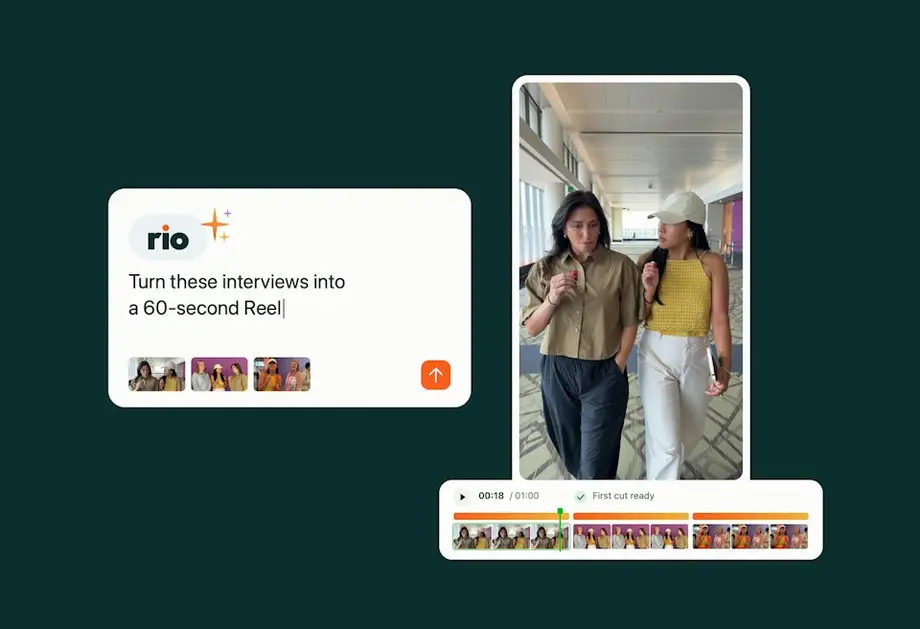 rio
Turn these interviews into
a 60-second Reel
00:18 / 01:00
First cut ready